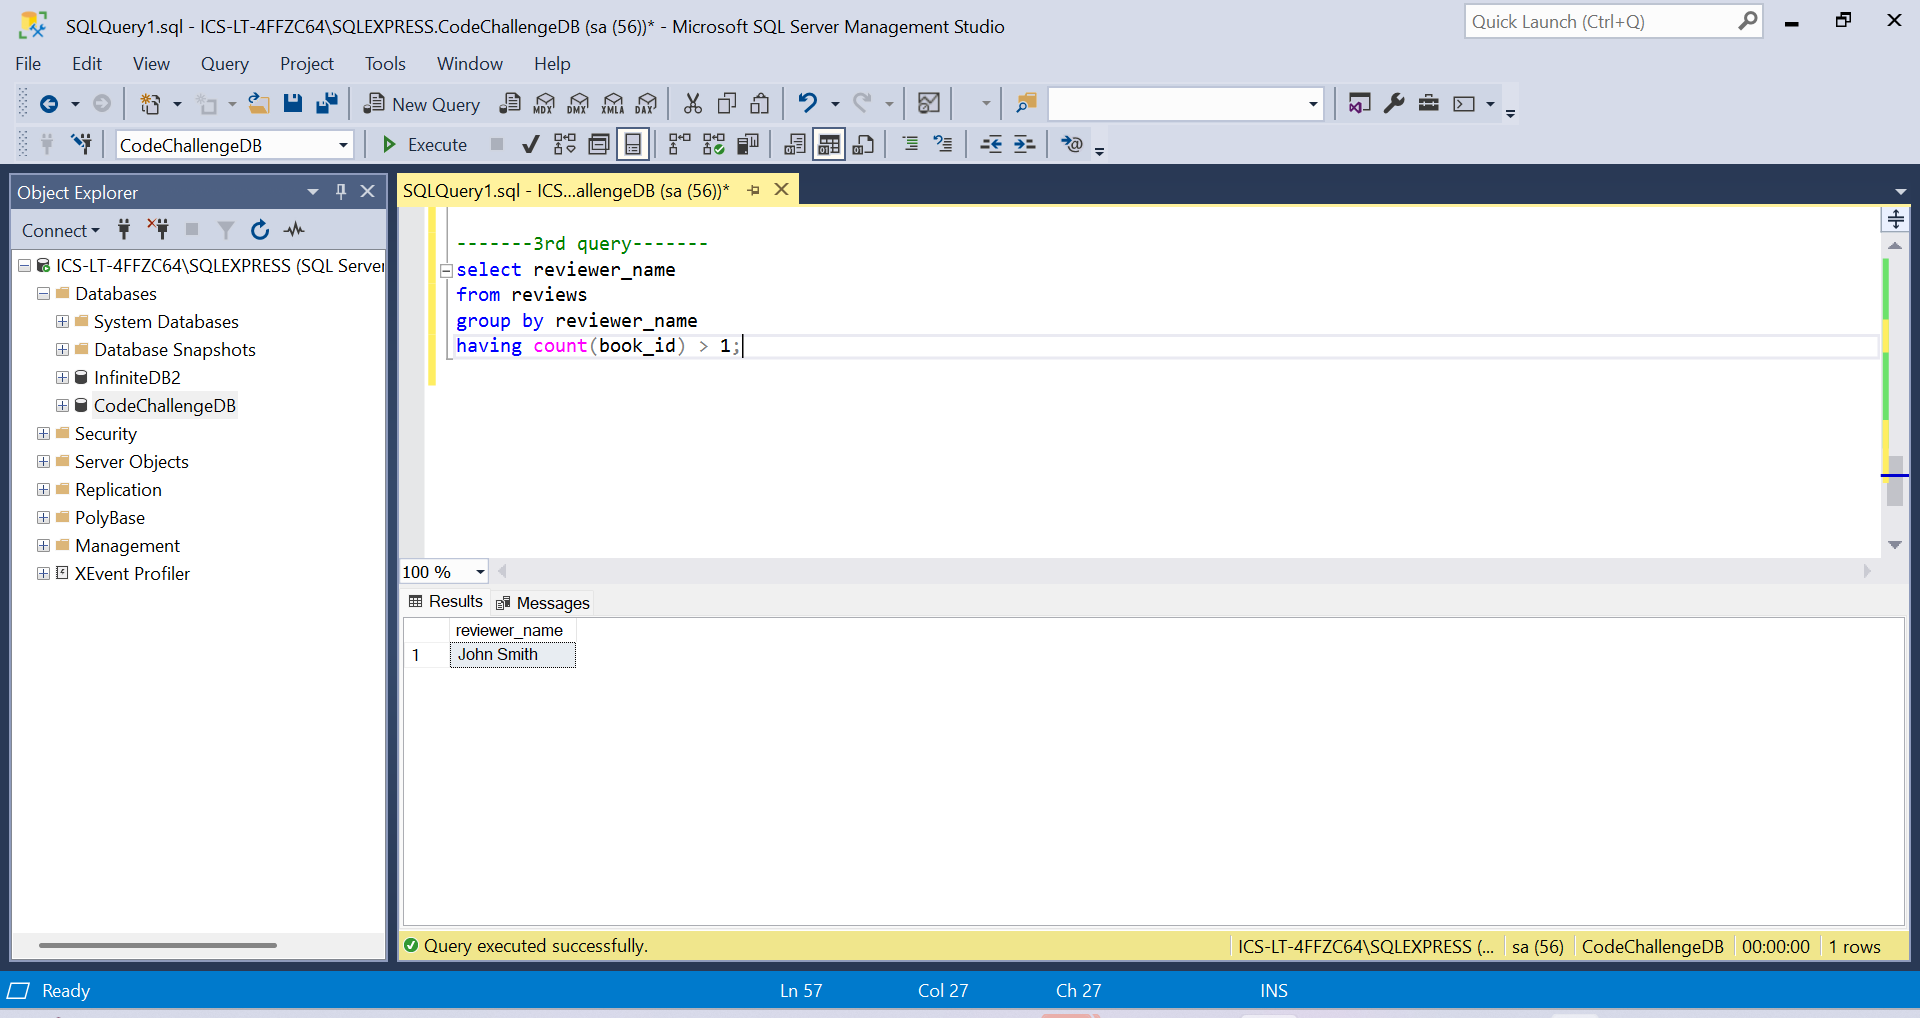 SQLQuery1.sql - ICS-LT-4FFZC64\SQLEXPRESS.CodeChallengeDB (sa (56))* - Microsoft SQL Server Management Studio
Quick Launch (Ctrl+Q)
File Edit View Query Project Tools Window Help
New Query MDX DMX XMLA DAX
CodeChallengeDB Execute
Object Explorer
Connect
ICS-LT-4FFZC64\SQLEXPRESS (SQL Server
Databases
System Databases
Database Snapshots
InfiniteDB2
CodeChallengeDB
Security
Server Objects
Replication
PolyBase
Management
XEvent Profiler
SQLQuery1.sql - ICS...allengeDB (sa (56))*
-------3rd query-------
select reviewer_name
from reviews
group by reviewer_name
having count(book_id) > 1;
100 %
Results Messages
reviewer_name
1 John Smith
Query executed successfully.
ICS-LT-4FFZC64\SQLEXPRESS (... sa (56) CodeChallengeDB 00:00:00 1 rows
Ready Ln 57 Col 27 Ch 27 INS